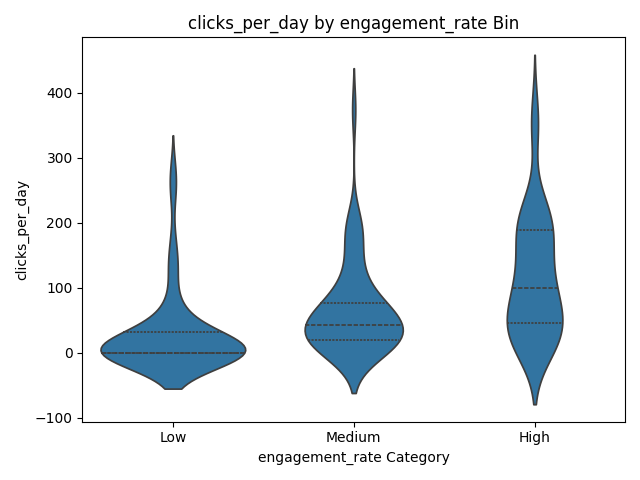 clicks_per_day by engagement_rate Bin
clicks_per_day
400
300
200
100
0
−100
Low Medium High
engagement_rate Category